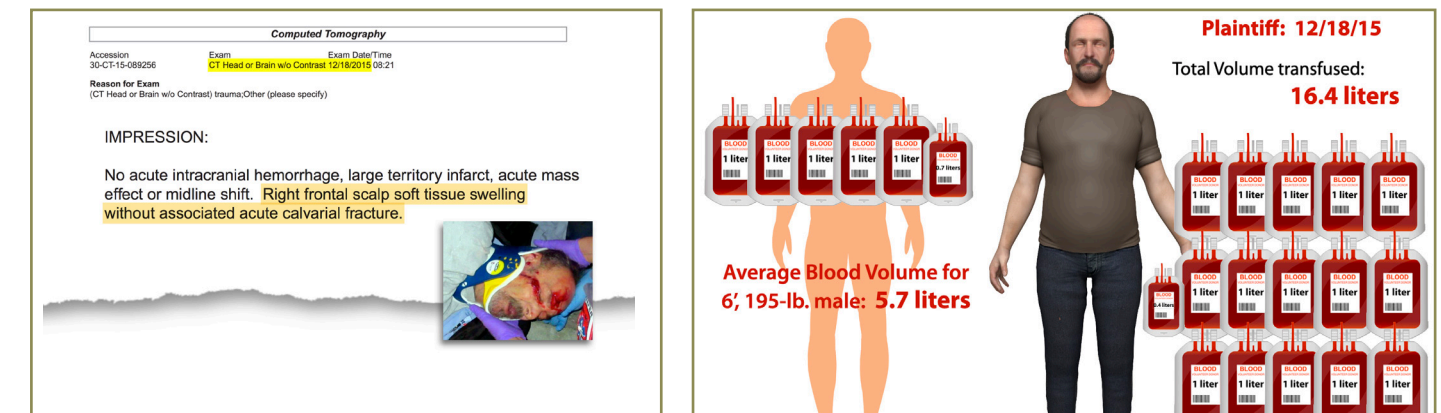 Computed Tomography
Accession Exam Exam Date/Time
30-CT-15-089256 CT Head or Brain w/o Contrast 12/18/2015 08:21
Reason for Exam
(CT Head or Brain w/o Contrast) trauma;Other (please specify)
IMPRESSION:
No acute intracranial hemorrhage, large territory infarct, acute mass
effect or midline shift. Right frontal scalp soft tissue swelling
without associated acute calvarial fracture.
Plaintiff: 12/18/15
Total Volume transfused:
16.4 liters
BLOOD BLOOD BLOOD BLOOD BLOOD BLOOD
1 liter 1 liter 1 liter 1 liter 1 liter 0.7 liters
Average Blood Volume for
6', 195-lb. male: 5.7 liters
BLOOD BLOOD BLOOD BLOOD BLOOD
1 liter 1 liter 1 liter 1 liter 1 liter
BLOOD BLOOD BLOOD BLOOD BLOOD BLOOD
0.4 liters 1 liter 1 liter 1 liter 1 liter 1 liter
BLOOD BLOOD BLOOD BLOOD BLOOD
1 liter 1 liter 1 liter 1 liter 1 liter